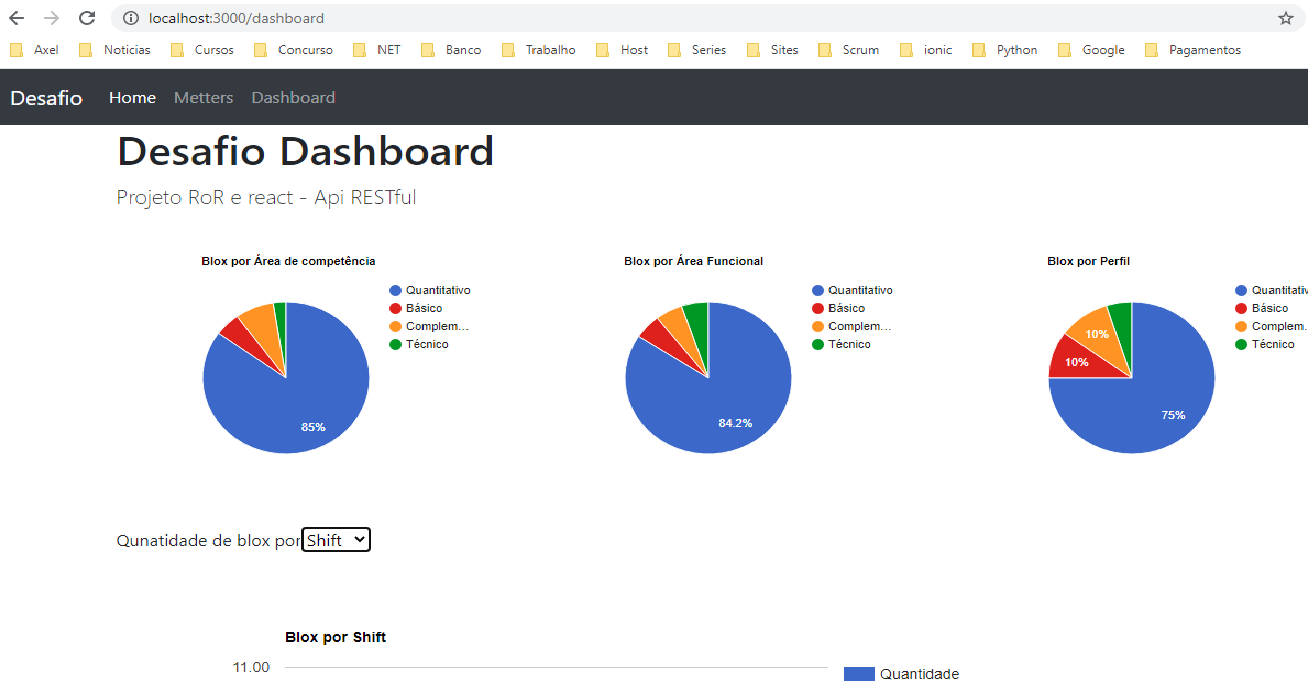 localhost:3000/dashboard
Axel Noticias Cursos Concurso NET Banco Trabalho Host Series Sites Scrum ionic Python Google Pagamentos
Desafio Home Metters Dashboard
Desafio Dashboard
Projeto RoR e react - Api RESTful
Blox por Área de competência
Quantitativo
Básico
Complem...
Técnico
85%
Blox por Área Funcional
Quantitativo
Básico
Complem...
Técnico
84.2%
Blox por Perfil
Quantitativ
Básico
Complem.
Técnico
10%
10%
75%
Qunatidade de blox por Shift
Blox por Shift
11.00
Quantidade